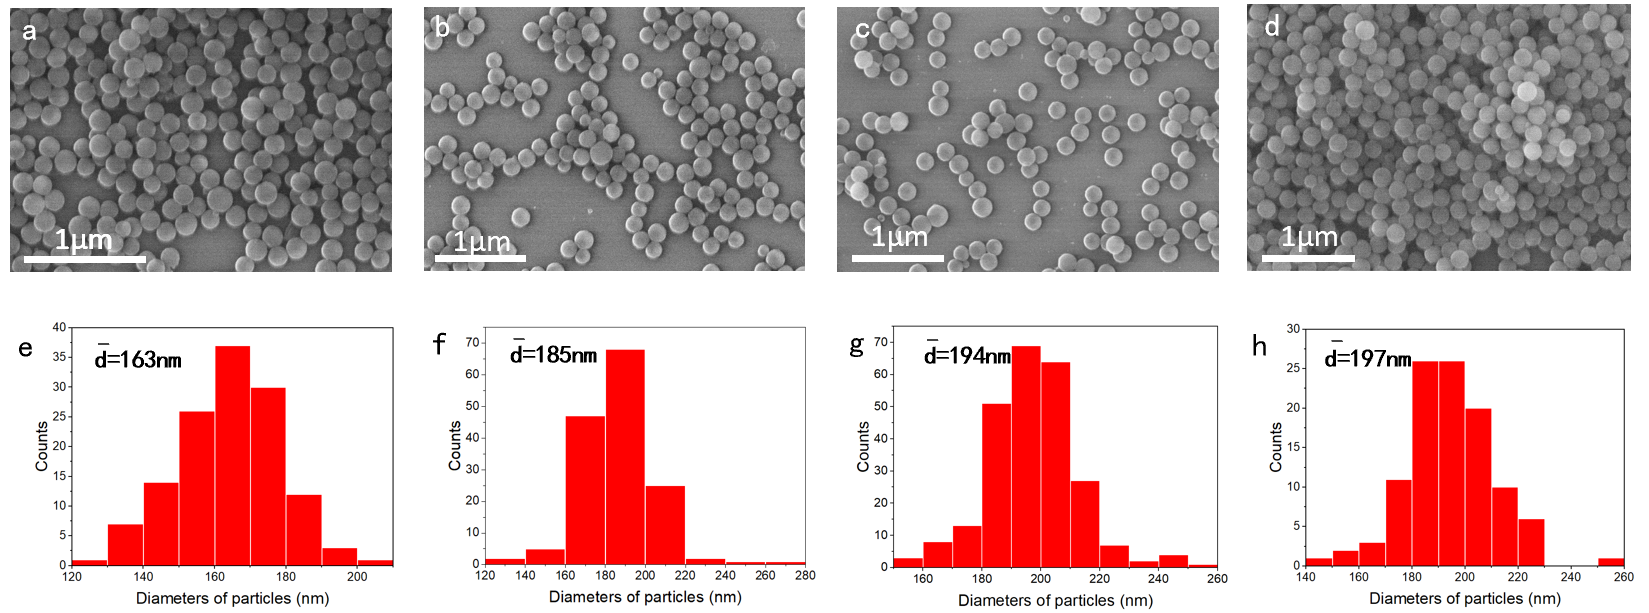 a
1μm
b
1μm
c
1μm
d
1μm
e
d̅=163nm
Counts
40
35
30
25
20
15
10
5
0
120
140
160
180
200
Diameters of particles (nm)
f
d̅=185nm
Counts
70
60
50
40
30
20
10
0
120
140
160
180
200
220
240
260
280
Diameters of particles (nm)
g
d̅=194nm
Counts
70
60
50
40
30
20
10
0
160
180
200
220
240
260
Diameters of particles (nm)
h
d̅=197nm
Counts
30
25
20
15
10
5
0
140
160
180
200
220
240
260
Diameters of particles (nm)